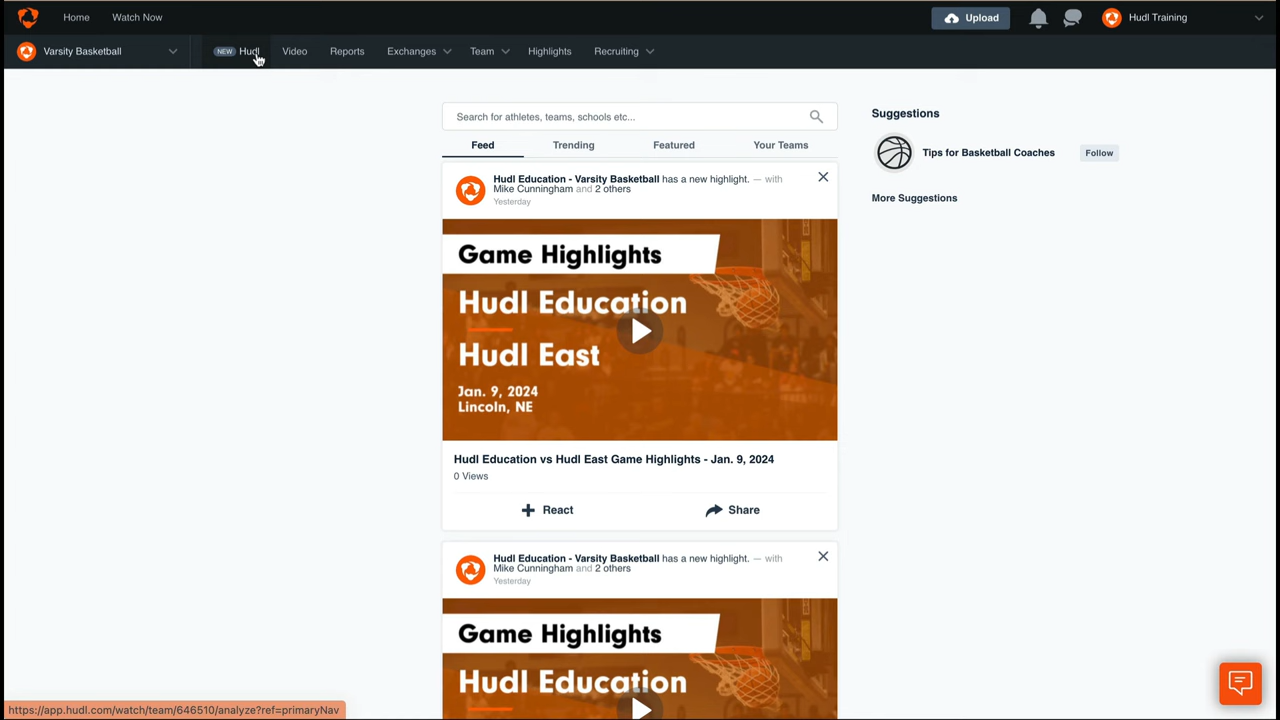 Home Watch Now Upload Hudl Training
Varsity Basketball NEW Hudl Video Reports Exchanges Team Highlights Recruiting
Search for athletes, teams, schools etc...
Feed Trending Featured Your Teams
Suggestions
Tips for Basketball Coaches Follow
More Suggestions
Hudl Education - Varsity Basketball has a new highlight. — with
Mike Cunningham and 2 others
Yesterday
Game Highlights
Hudl Education
Hudl East
Jan. 9, 2024
Lincoln, NE
Hudl Education vs Hudl East Game Highlights - Jan. 9, 2024
0 Views
React Share
Hudl Education - Varsity Basketball has a new highlight. — with
Mike Cunningham and 2 others
Yesterday
Game Highlights
Hudl Education
https://app.hudl.com/watch/team/646510/analyze?ref=primaryNav